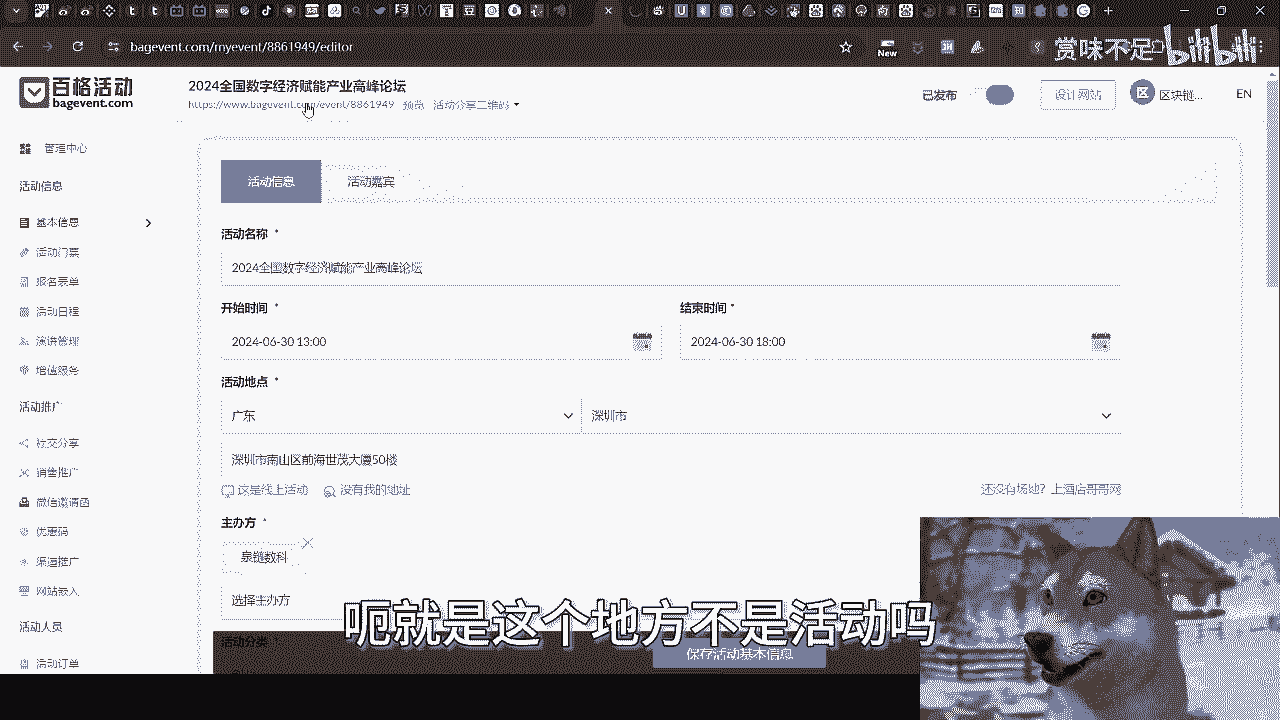 bagevent.com/myevent/8861949/editor
New
赏味不足 bilibili
百格活动
bagevent.com
2024全国数字经济赋能产业高峰论坛
https://www.bagevent.com/event/8861949 预览 活动分享二维码
已发布
设计网站
区块链...
EN
管理中心
活动信息
基本信息
活动门票
报名表单
活动日程
演讲管理
增值服务
活动推广
社交分享
销售推广
微信邀请函
优惠码
渠道推广
网站嵌入
活动人员
活动订单
活动信息
活动嘉宾
活动名称 *
2024全国数字经济赋能产业高峰论坛
开始时间 *
结束时间 *
2024-06-30 13:00
2024-06-30 18:00
活动地点 *
广东
深圳市
深圳市南山区前海世茂大廈50楼
这是线上活动
没有我的地址
还没有场地? 上酒店哥哥网
主办方 *
泉链数科
选择主办方
活动分类
保存活动基本信息
呃就是这个地方不是活动吗